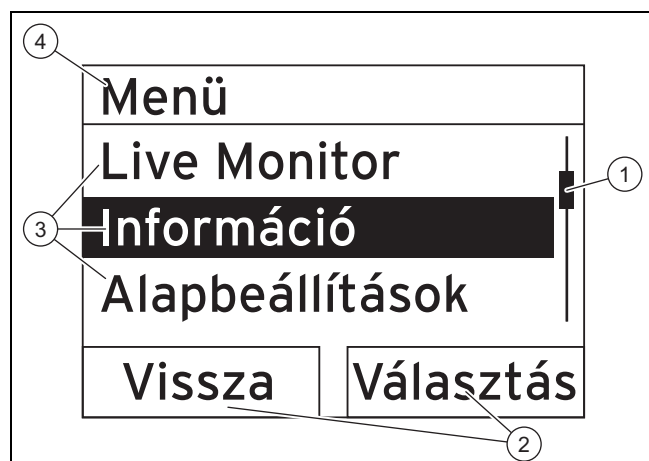 4
Menü
Live Monitor
1
3
Információ
Alapbeállítások
Vissza
Választás
2